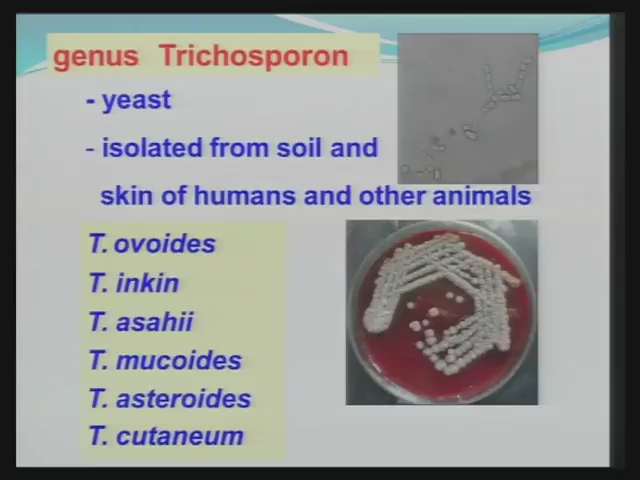 genus Trichosporon
- yeast
- isolated from soil and
skin of humans and other animals
T. ovoides
T. inkin
T. asahii
T. mucoides
T. asteroides
T. cutaneum